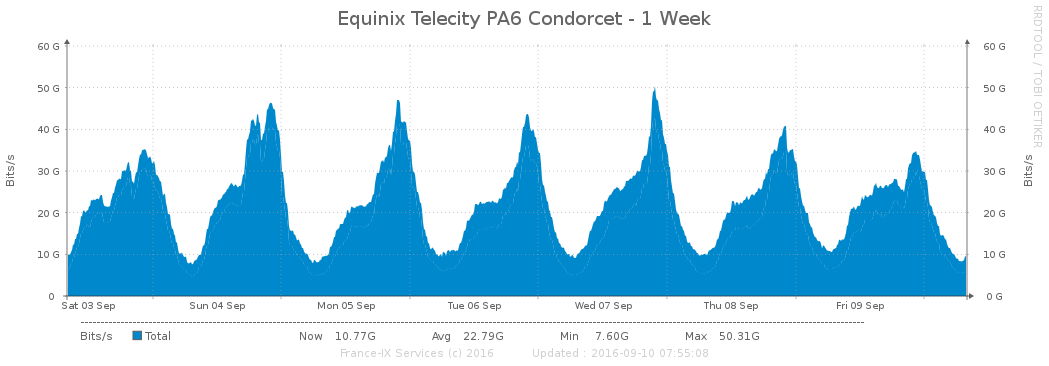 Equinix Telecity PA6 Condorcet - 1 Week
RRDTOOL / TOBI OETIKER
Bits/s
60 G
50 G
40 G
30 G
20 G
10 G
0
60 G
50 G
40 G
30 G
20 G
10 G
0 G
Bits/s
Sat 03 Sep Sun 04 Sep Mon 05 Sep Tue 06 Sep Wed 07 Sep Thu 08 Sep Fri 09 Sep
Bits/s Total Now 10.77G Avg 22.79G Min 7.60G Max 50.31G
France-IX Services (c) 2016 Updated : 2016-09-10 07:55:08